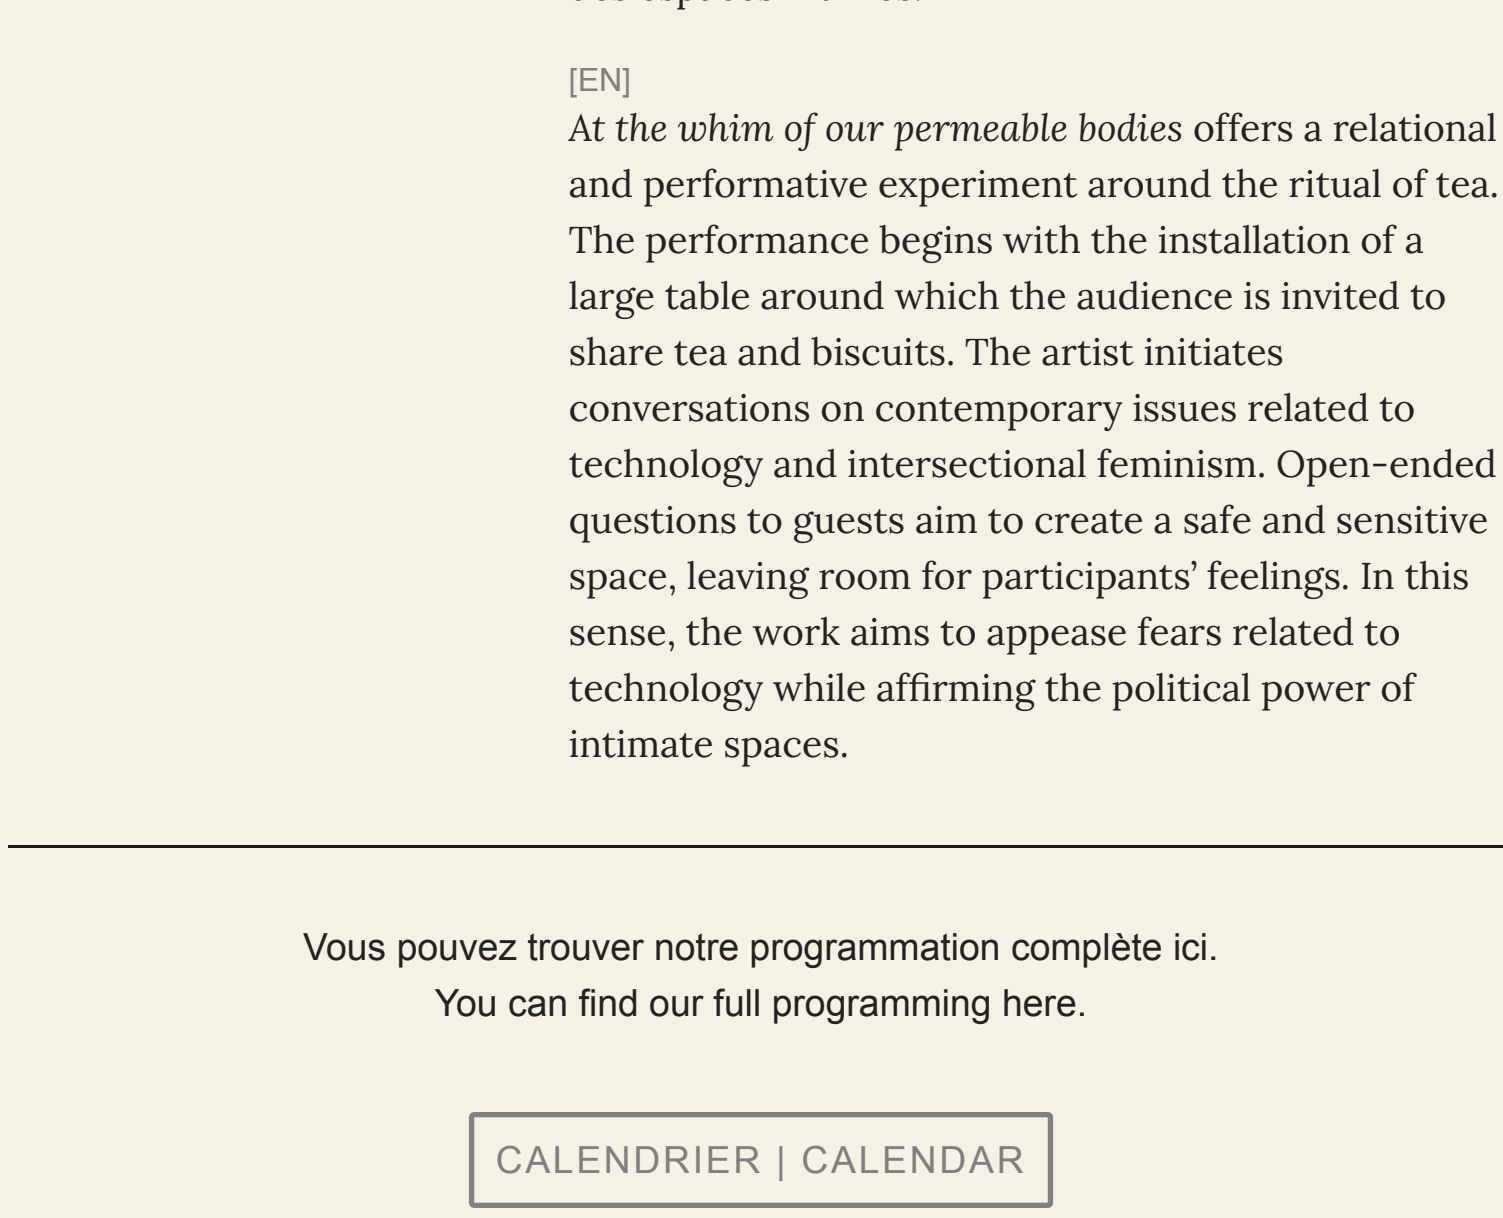 [EN]
At the whim of our permeable bodies offers a relational
and performative experiment around the ritual of tea.
The performance begins with the installation of a
large table around which the audience is invited to
share tea and biscuits. The artist initiates
conversations on contemporary issues related to
technology and intersectional feminism. Open-ended
questions to guests aim to create a safe and sensitive
space, leaving room for participants’ feelings. In this
sense, the work aims to appease fears related to
technology while affirming the political power of
intimate spaces.
Vous pouvez trouver notre programmation complète ici.
You can find our full programming here.
CALENDRIER | CALENDAR